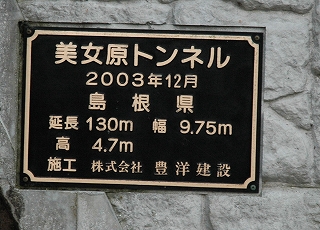 美女原トンネル
2003年12月
島根県
延長 130m 幅 9.75m
高 4.7m
施工 株式会社 豊洋建設